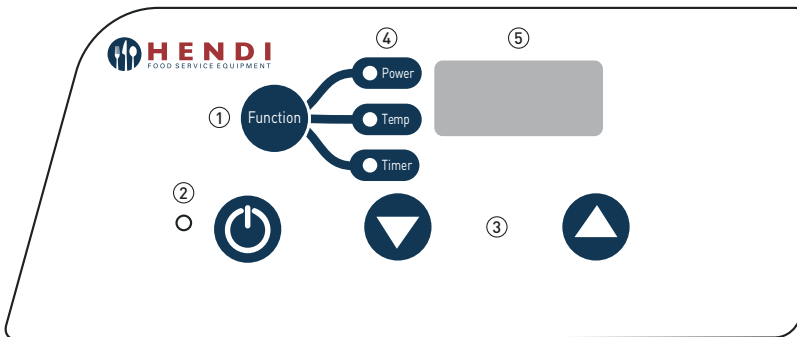 HENDI
FOOD SERVICE EQUIPMENT
④
⑤
Power
① Function
Temp
Timer
②
③